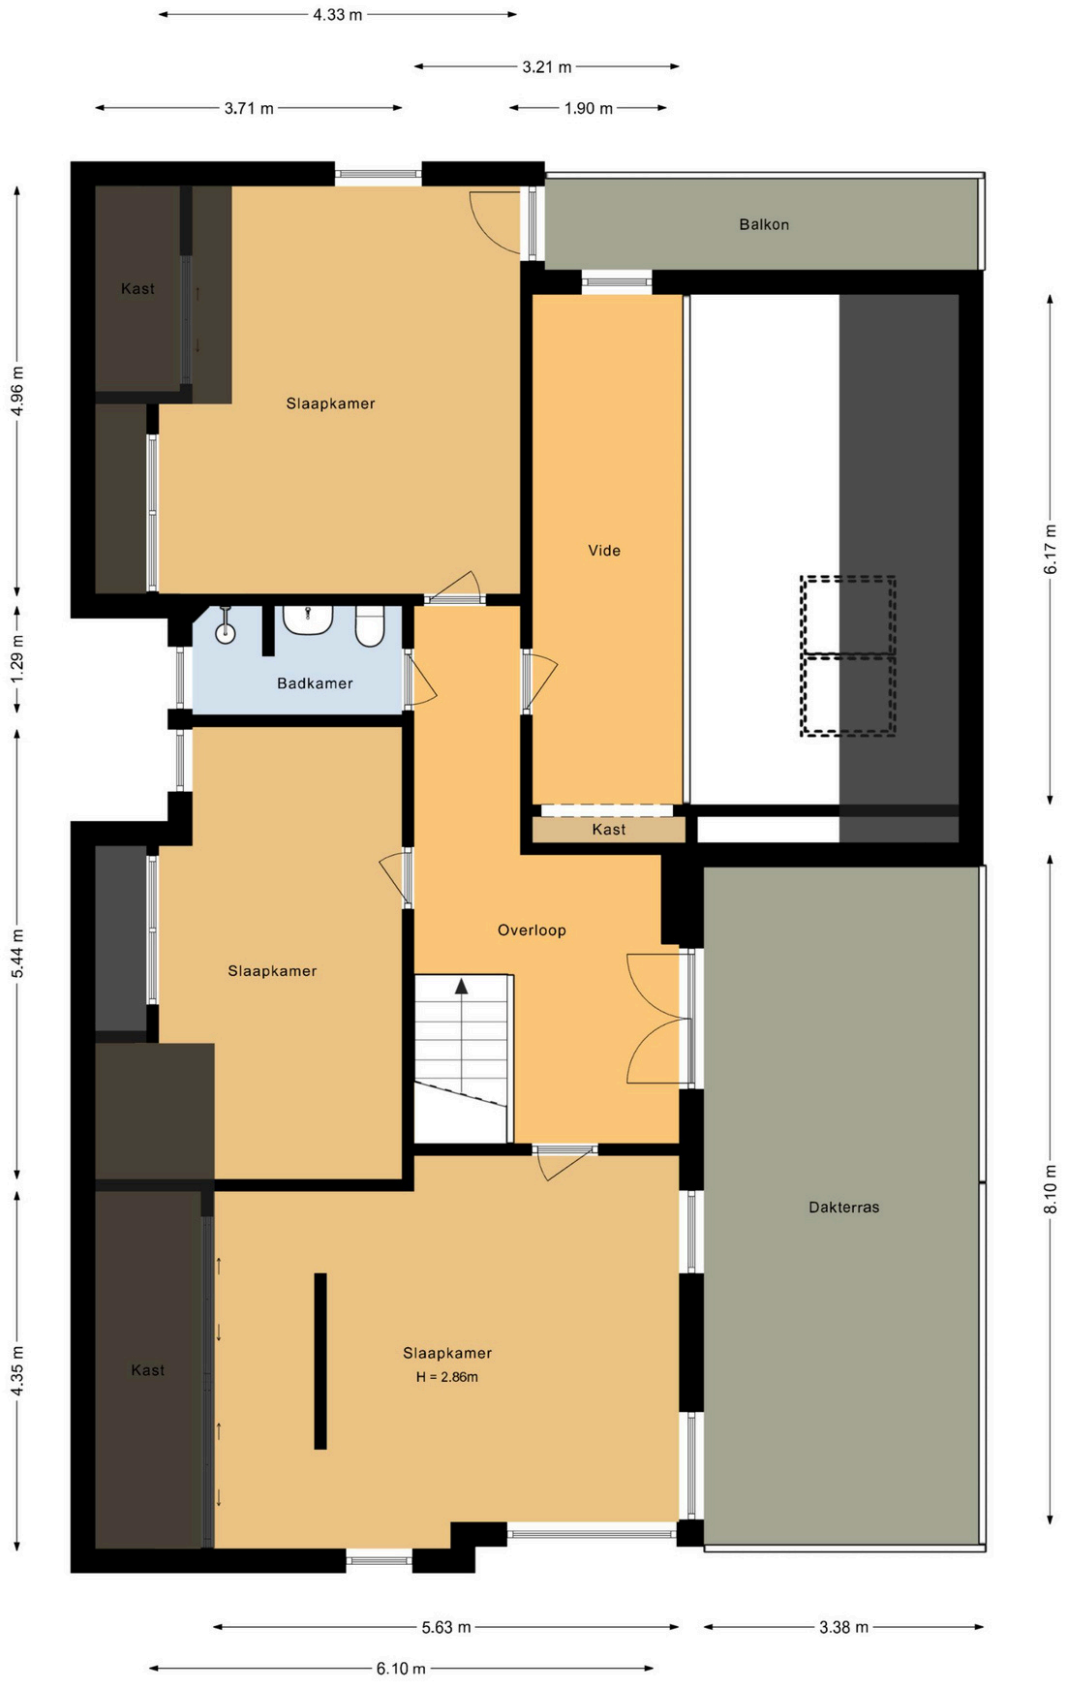 4.33 m
3.21 m
3.71 m
1.90 m
Balkon
Kast
4.96 m
Slaapkamer
6.17 m
Vide
1.29 m
Badkamer
Kast
Overloop
5.44 m
Slaapkamer
8.10 m
Dakterras
4.35 m
Kast
Slaapkamer
H = 2.86m
5.63 m
3.38 m
6.10 m